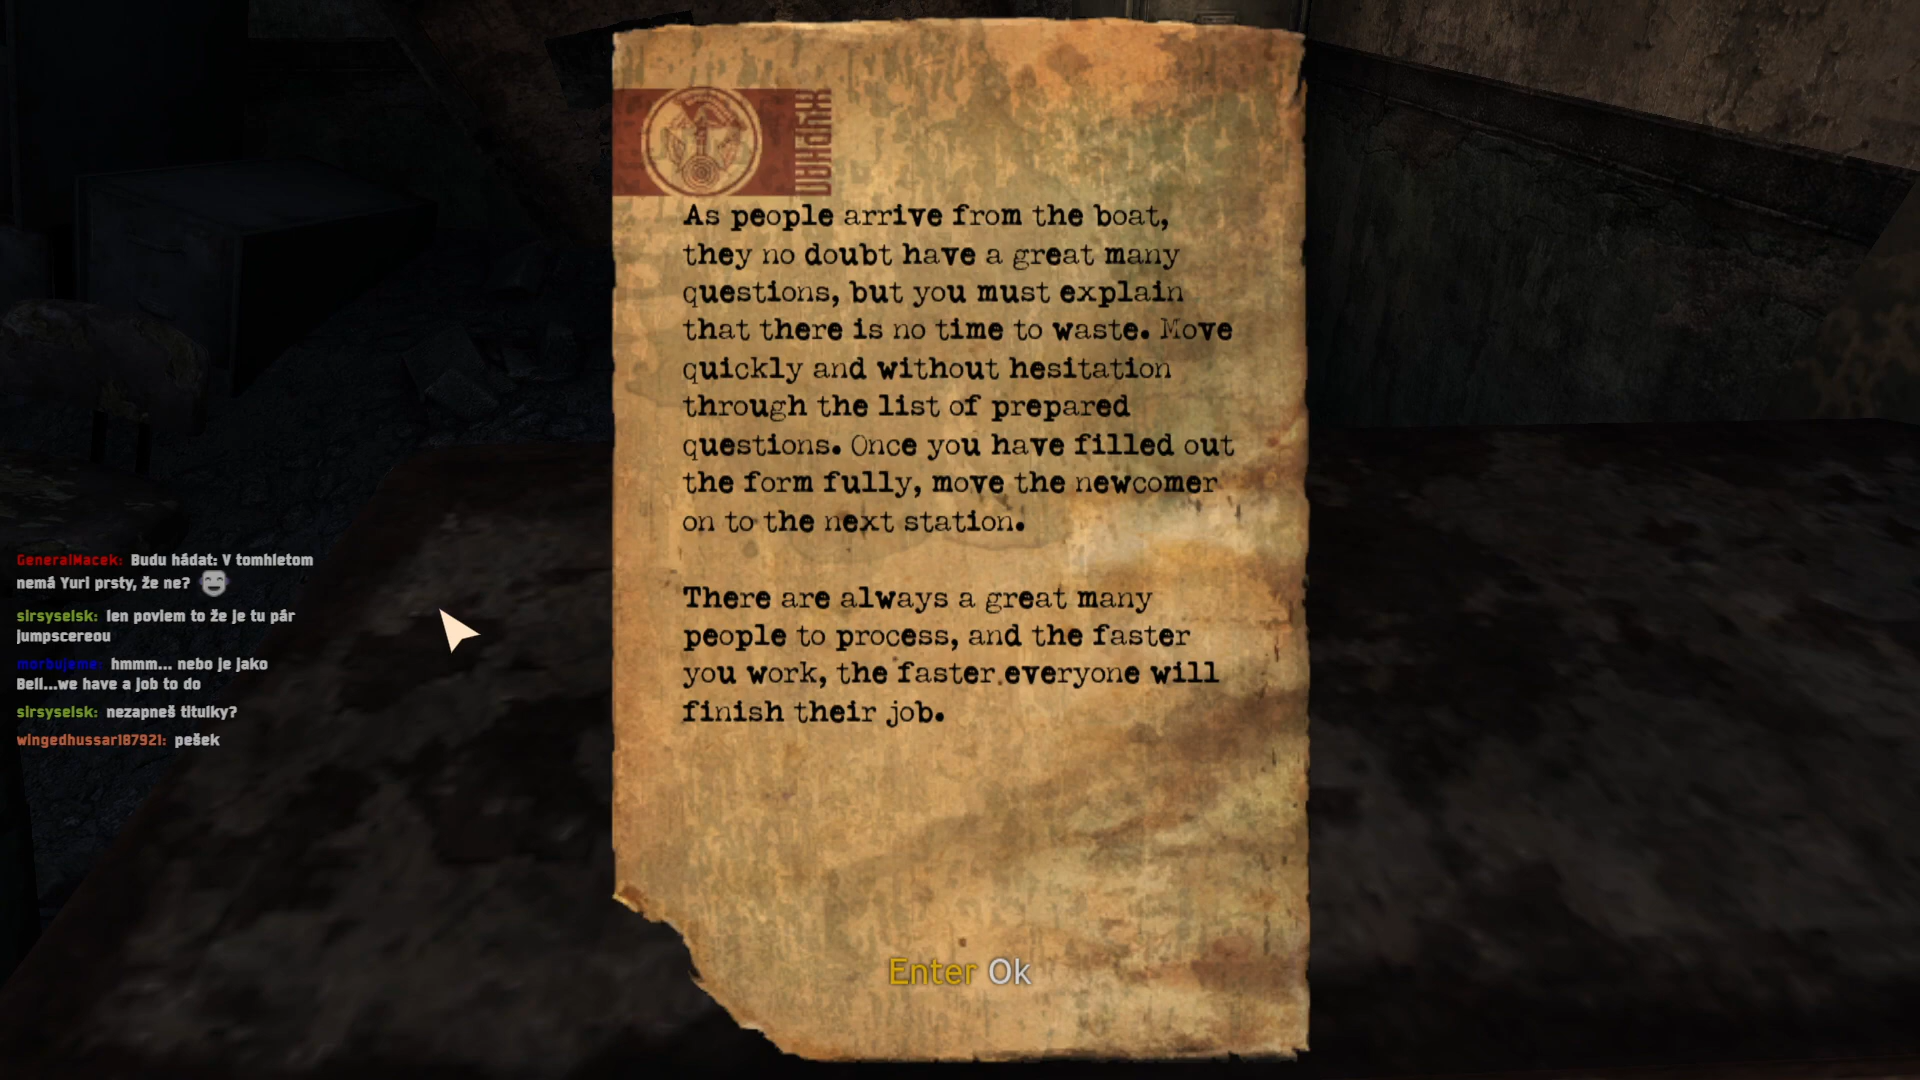 As people arrive from the boat,
they no doubt have a great many
questions, but you must explain
that there is no time to waste. Move
quickly and without hesitation
through the list of prepared
questions. Once you have filled out
the form fully, move the newcomer
on to the next station.
There are always a great many
people to process, and the faster
you work, the faster everyone will
finish their job.
Enter Ok
GeneralMacek: Budu hádat: V tomhletom
nemá Yuri prsty, že ne?
sirsyselsk: len poviem to že je tu pár
jumpscereou
morbujeme: hmmm... nebo je jako
Bell...we have a job to do
sirsyselsk: nezapneš titulky?
wingedhussar187921: pešek